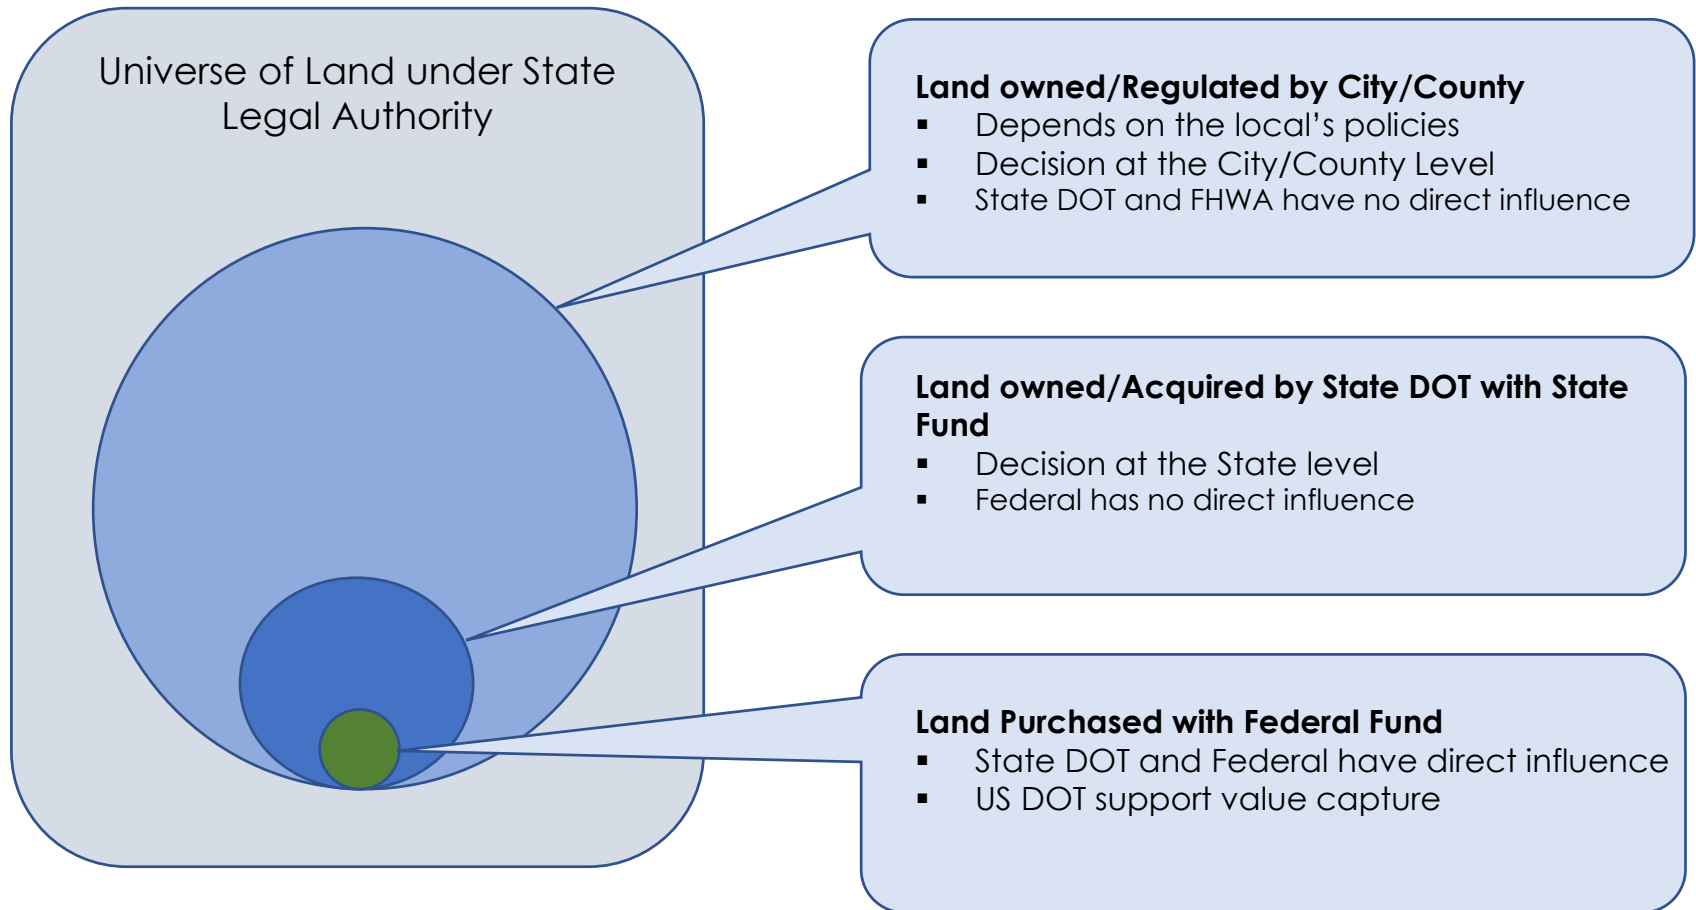 Universe of Land under State
Legal Authority
Land owned/Regulated by City/County
▪ Depends on the local’s policies
▪ Decision at the City/County Level
▪ State DOT and FHWA have no direct influence
Land owned/Acquired by State DOT with State
Fund
▪ Decision at the State level
▪ Federal has no direct influence
Land Purchased with Federal Fund
▪ State DOT and Federal have direct influence
▪ US DOT support value capture